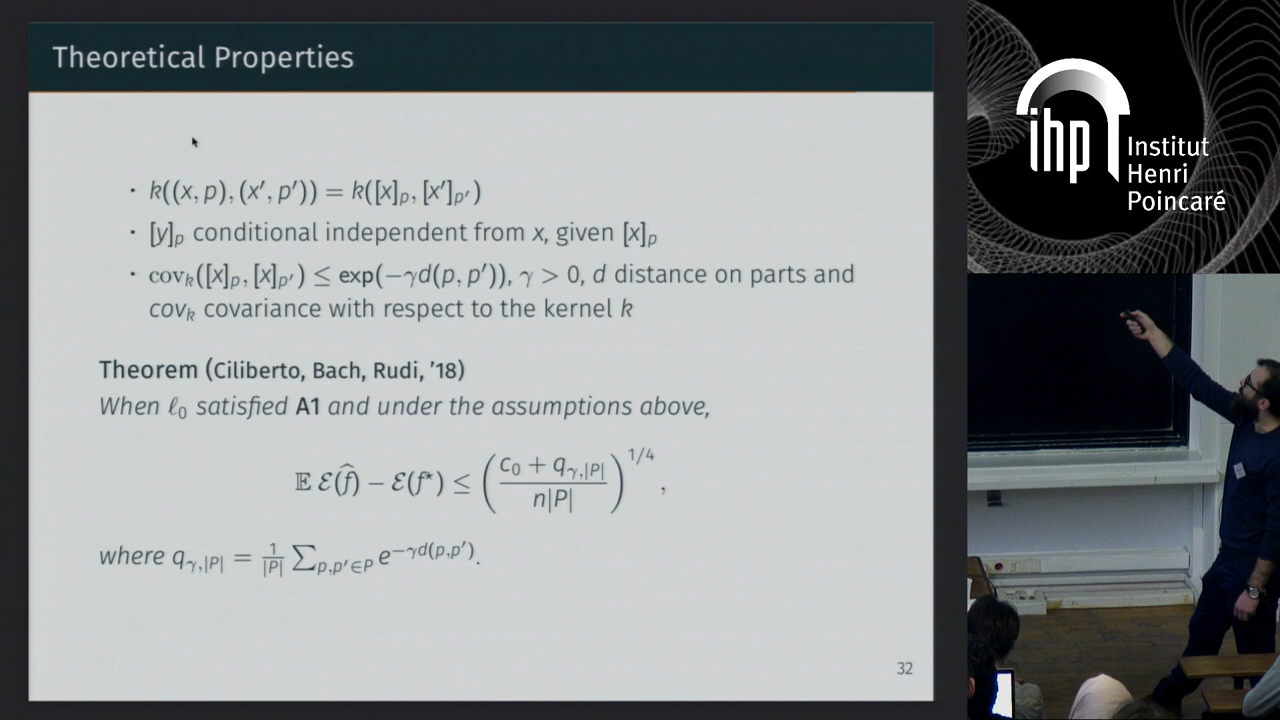 Theoretical Properties
· k((x, p), (x′, p′)) = k([x]ₚ, [x′]ₚ′)
· [y]ₚ conditional independent from x, given [x]ₚ
· covₖ([x]ₚ, [x]ₚ′) ≤ exp(−γd(p, p′)), γ > 0, d distance on parts and
covₖ covariance with respect to the kernel k
Theorem (Ciliberto, Bach, Rudi, ’18)
When ℓ₀ satisfied A1 and under the assumptions above,
𝔼 ℰ(f̂) − ℰ(f*) ≤ ( (c₀ + q_{γ,|P|}) / (n|P|) )^{1/4} ,
where q_{γ,|P|} = 1/|P| ∑_{p,p′∈P} e^{−γd(p,p′)}.
32
ihp Institut
Henri
Poincaré